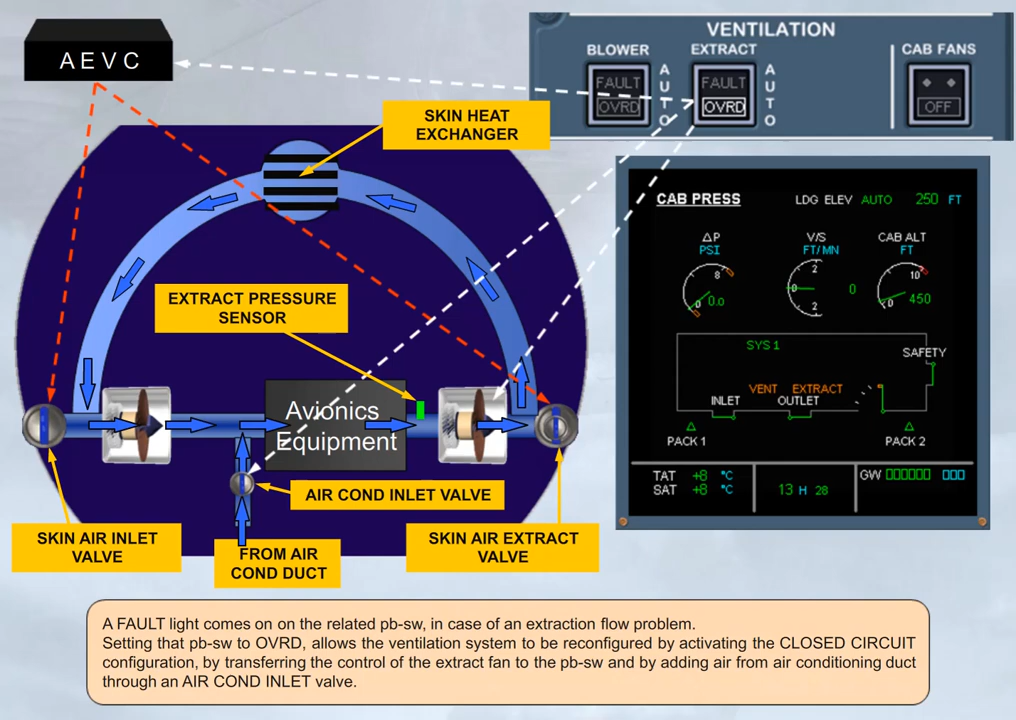 AEVC
VENTILATION
BLOWER
EXTRACT
CAB FANS
FAULT
OVRD
AUTO
FAULT
OVRD
AUTO
OFF
SKIN HEAT
EXCHANGER
CAB PRESS
LDG ELEV AUTO 250 FT
ΔP
PSI
V/S
FT/MN
CAB ALT
FT
8
0
0.0
2
0
2
0
10
0
450
EXTRACT PRESSURE
SENSOR
SYS 1
SAFETY
VENT EXTRACT
INLET
OUTLET
PACK 1
PACK 2
Avionics
Equipment
TAT +8 °C
SAT +8 °C
13 H 28
GW
AIR COND INLET VALVE
SKIN AIR INLET
VALVE
FROM AIR
COND DUCT
SKIN AIR EXTRACT
VALVE
A FAULT light comes on on the related pb-sw, in case of an extraction flow problem.
Setting that pb-sw to OVRD, allows the ventilation system to be reconfigured by activating the CLOSED CIRCUIT
configuration, by transferring the control of the extract fan to the pb-sw and by adding air from air conditioning duct
through an AIR COND INLET valve.